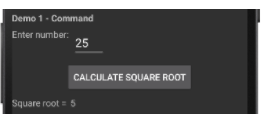 Demo 1 - Command
Enter number: 25
CALCULATE SQUARE ROOT
Square root = 5